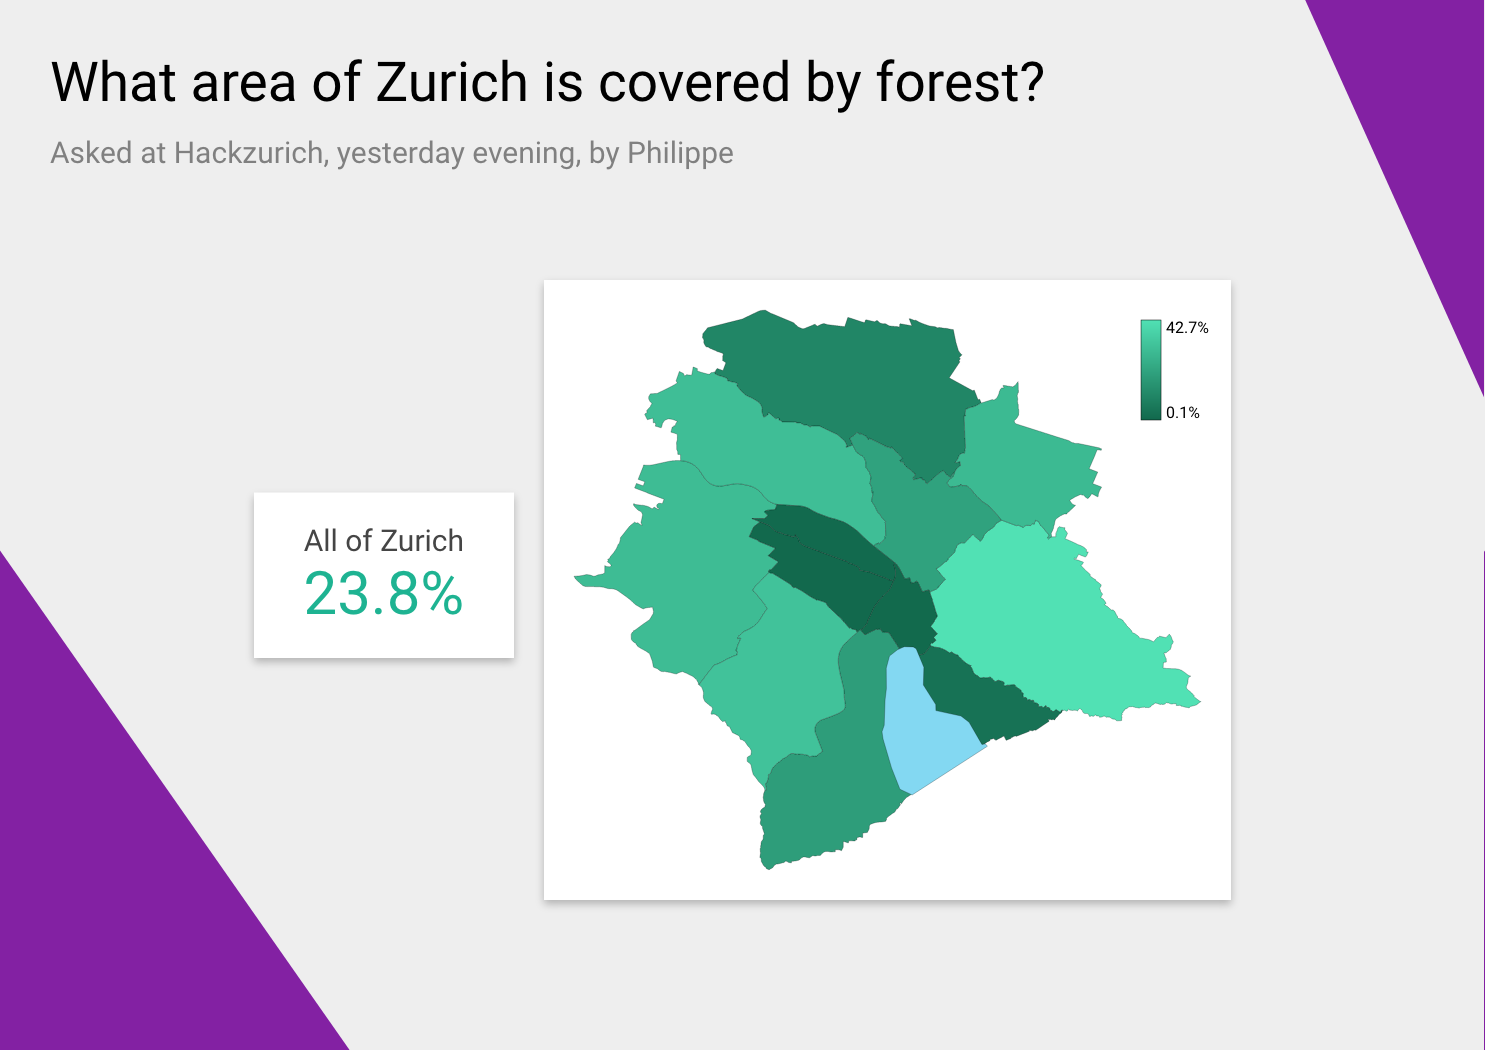 What area of Zurich is covered by forest?
Asked at Hackzurich, yesterday evening, by Philippe
42.7%
0.1%
All of Zurich
23.8%